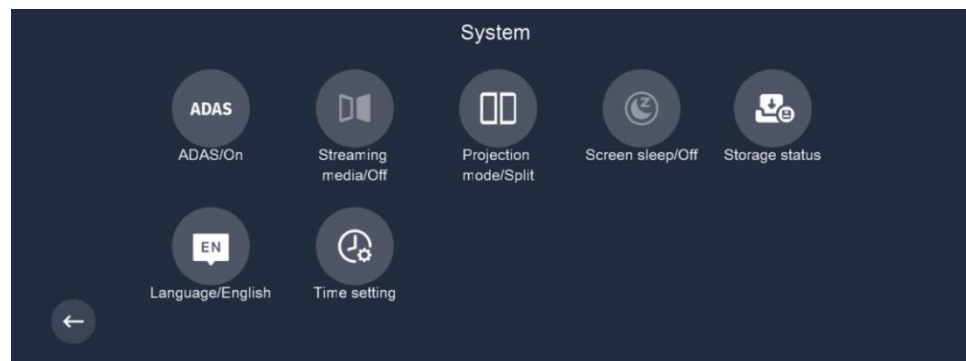 System
ADAS
ADAS/On
Streaming
media/Off
Projection
mode/Split
Z
Screen sleep/Off
Storage status
EN
Language/English
Time setting